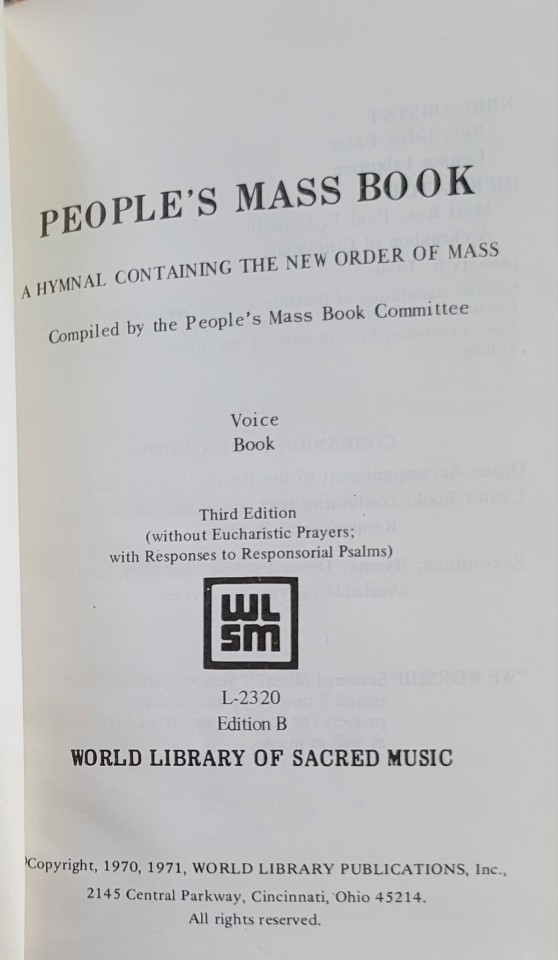 PEOPLE'S MASS BOOK
A HYMNAL CONTAINING THE NEW ORDER OF MASS
Compiled by the People's Mass Book Committee
Voice
Book
Third Edition
(without Eucharistic Prayers;
with Responses to Responsorial Psalms)
WL
SM
L-2320
Edition B
WORLD LIBRARY OF SACRED MUSIC
Copyright, 1970, 1971, WORLD LIBRARY PUBLICATIONS, Inc.,
2145 Central Parkway, Cincinnati, Ohio 45214.
All rights reserved.